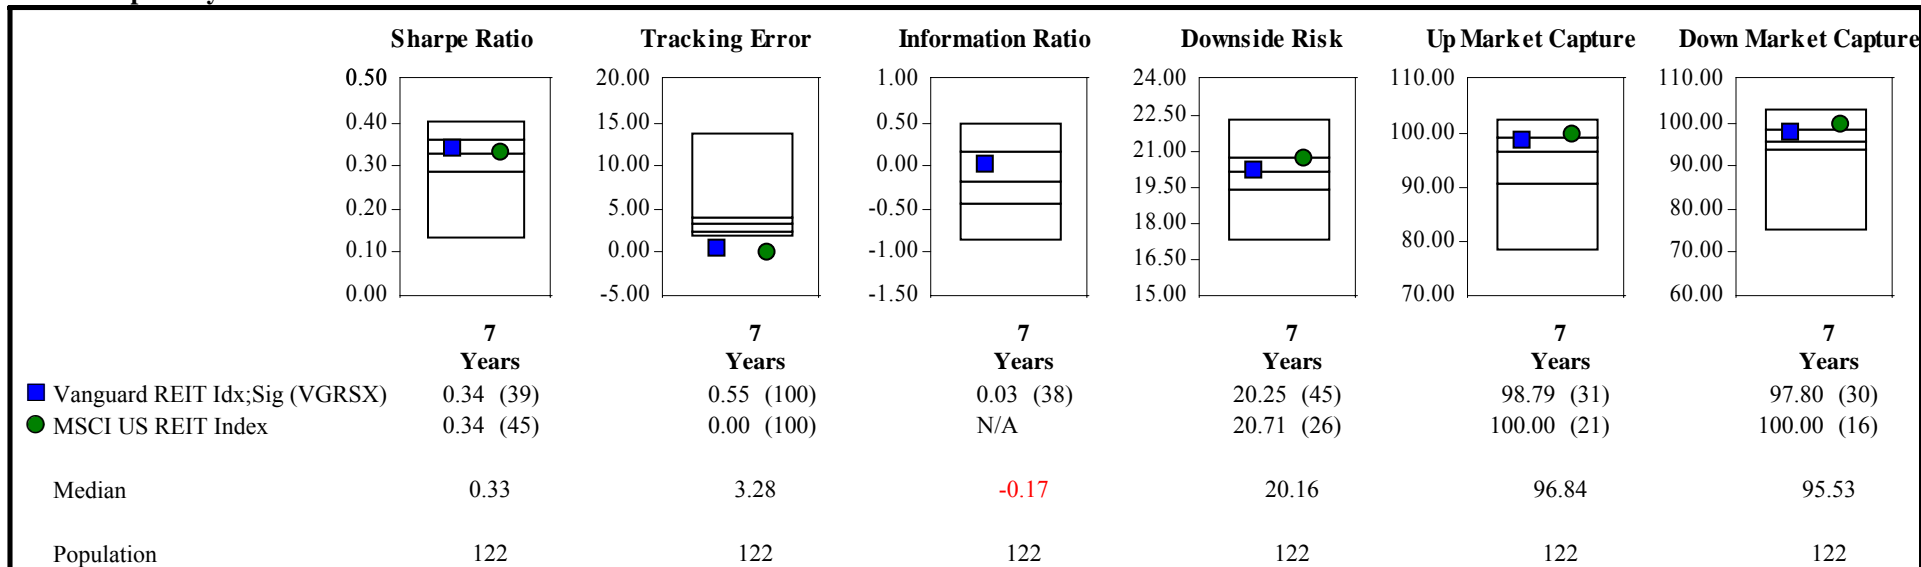 Sharpe Ratio Tracking Error Information Ratio Downside Risk Up Market Capture Down Market Capture
0.50 20.00 1.00 24.00 110.00 110.00
0.40 15.00 0.50 22.50 100.00 100.00
0.30 10.00 0.00 21.00 90.00 90.00
0.20 5.00 -0.50 19.50 80.00 80.00
0.10 0.00 -1.00 18.00 70.00 70.00
0.00 -5.00 -1.50 16.50 60.00
15.00
7 7 7 7 7 7
Years Years Years Years Years Years
Vanguard REIT Idx;Sig (VGRSX) 0.34 (39) 0.55 (100) 0.03 (38) 20.25 (45) 98.79 (31) 97.80 (30)
MSCI US REIT Index 0.34 (45) 0.00 (100) N/A 20.71 (26) 100.00 (21) 100.00 (16)
Median 0.33 3.28 -0.17 20.16 96.84 95.53
Population 122 122 122 122 122 122